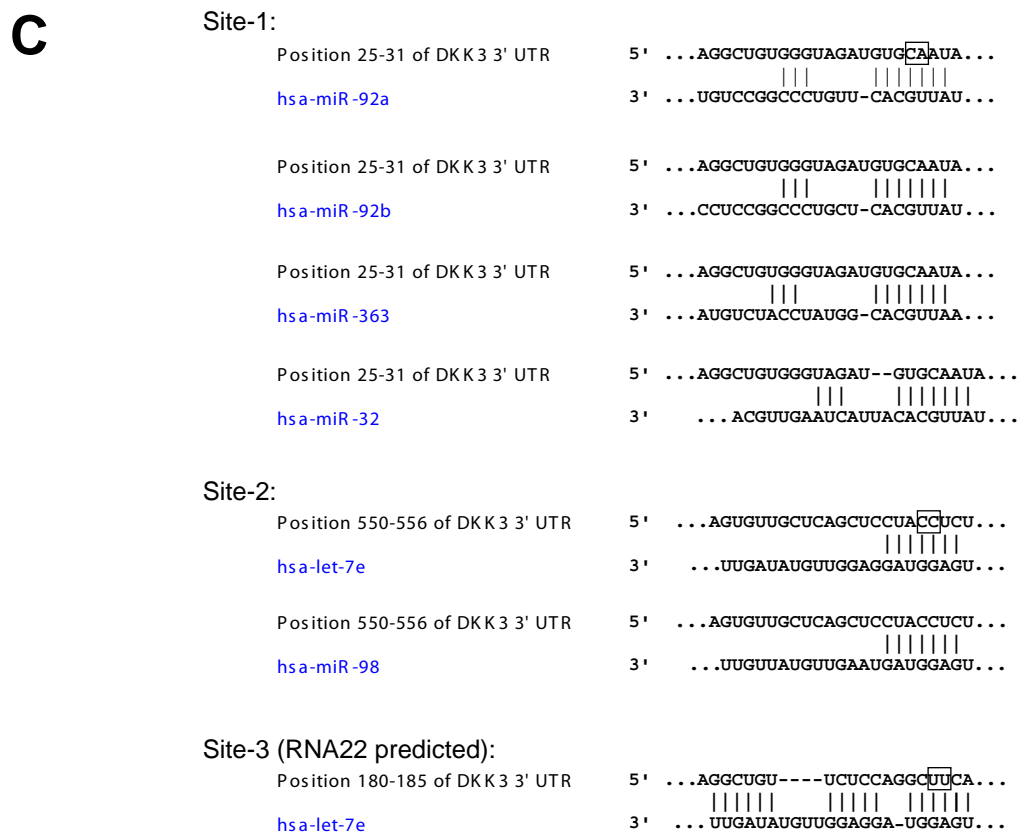 C
Site-1:
Position 25-31 of DKK3 3' UTR 5' ...AGGCUGUGGGUAGAUGUGCAAUA...
hsa-miR-92a 3' ...UGUCCGGCCCUGUU-CACGUUAU...
Position 25-31 of DKK3 3' UTR 5' ...AGGCUGUGGGUAGAUGUGCAAUA...
hsa-miR-92b 3' ...CCUCCGGCCCUGCU-CACGUUAU...
Position 25-31 of DKK3 3' UTR 5' ...AGGCUGUGGGUAGAUGUGCAAUA...
hsa-miR-363 3' ...AUGUCUACCUAUGG-CACGUUAA...
Position 25-31 of DKK3 3' UTR 5' ...AGGCUGUGGGUAGAU--GUGCAAUA...
hsa-miR-32 3' ...ACGUUGAAUCAUUACACGUUAU...
Site-2:
Position 550-556 of DKK3 3' UTR 5' ...AGUGUUGCUCAGCUCCUACCUCU...
hsa-let-7e 3' ...UUGAUAUGUUGGAGGAUGGAGU...
Position 550-556 of DKK3 3' UTR 5' ...AGUGUUGCUCAGCUCCUACCUCU...
hsa-miR-98 3' ...UUGUUAUGUUGAAUGAUGGAGU...
Site-3 (RNA22 predicted):
Position 180-185 of DKK3 3' UTR 5' ...AGGCUGU----UCUCCAGGCUUCA...
hsa-let-7e 3' ...UUGAUAUGUUGGAGGA-UGGAGU...